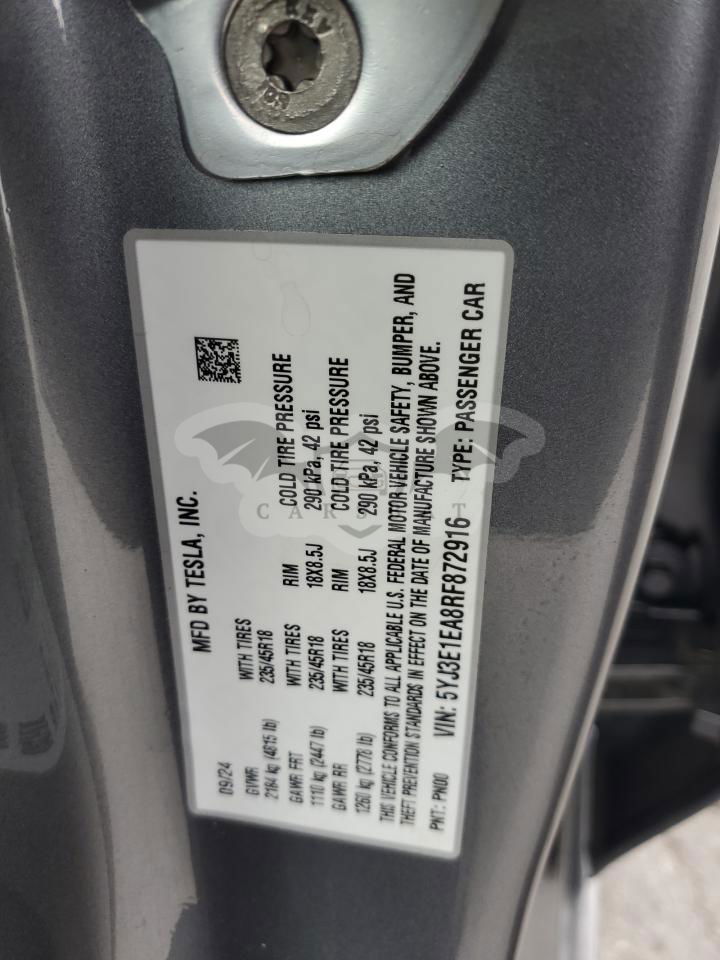 MFD BY TESLA, INC.
09/24
GVWR WITH TIRES RIM COLD TIRE PRESSURE
2184 kg (4815 lb) 235/45R18 18X8.5J 290 kPa, 42 psi
GAWR FRT WITH TIRES RIM COLD TIRE PRESSURE
1110 kg (2447 lb) 235/45R18 18X8.5J 290 kPa, 42 psi
GAWR RR WITH TIRES
1260 kg (2778 lb) 235/45R18
THIS VEHICLE CONFORMS TO ALL APPLICABLE U.S. FEDERAL MOTOR VEHICLE SAFETY, BUMPER, AND
THEFT PREVENTION STANDARDS IN EFFECT ON THE DATE OF MANUFACTURE SHOWN ABOVE.
PNT: PN00 VIN: 5YJ3E1EA8RF872916 TYPE: PASSENGER CAR